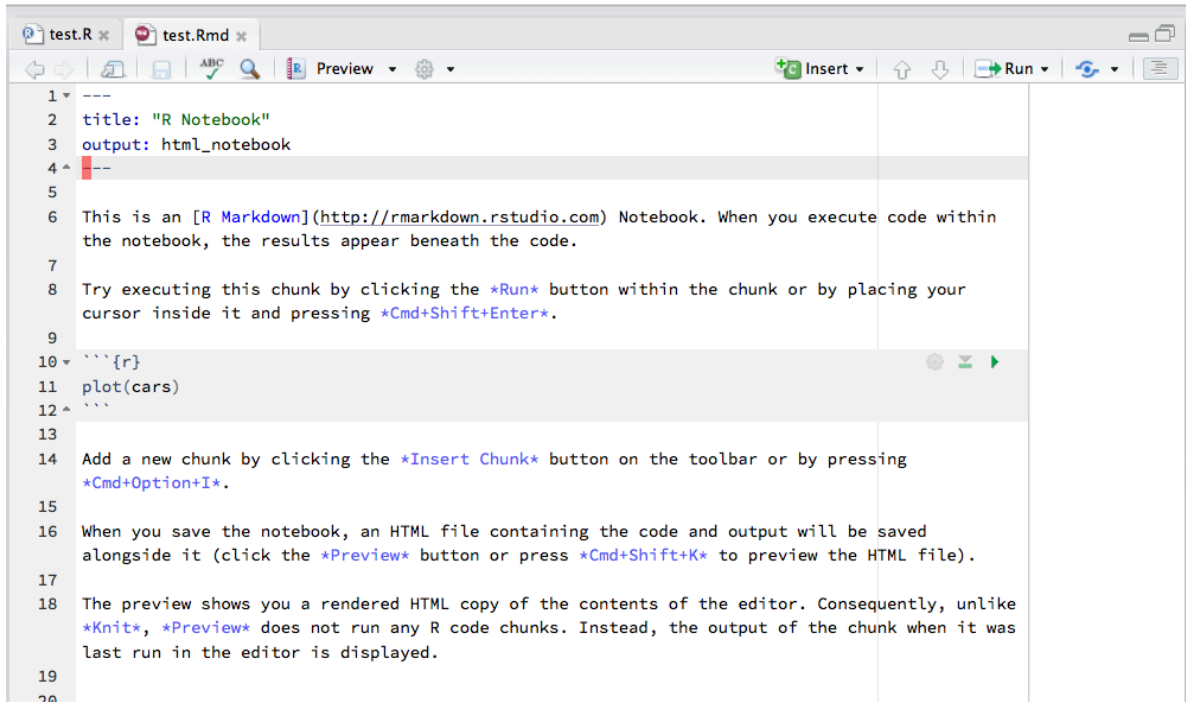 test.R test.Rmd
ABC Preview Insert Run
1 ---
2 title: "R Notebook"
3 output: html_notebook
4 ---
5
6 This is an [R Markdown](http://rmarkdown.rstudio.com) Notebook. When you execute code within
the notebook, the results appear beneath the code.
7
8 Try executing this chunk by clicking the *Run* button within the chunk or by placing your
cursor inside it and pressing *Cmd+Shift+Enter*.
9
10 ```{r}
11 plot(cars)
12 ```
13
14 Add a new chunk by clicking the *Insert Chunk* button on the toolbar or by pressing
*Cmd+Option+I*.
15
16 When you save the notebook, an HTML file containing the code and output will be saved
alongside it (click the *Preview* button or press *Cmd+Shift+K* to preview the HTML file).
17
18 The preview shows you a rendered HTML copy of the contents of the editor. Consequently, unlike
*Knit*, *Preview* does not run any R code chunks. Instead, the output of the chunk when it was
last run in the editor is displayed.
19
20